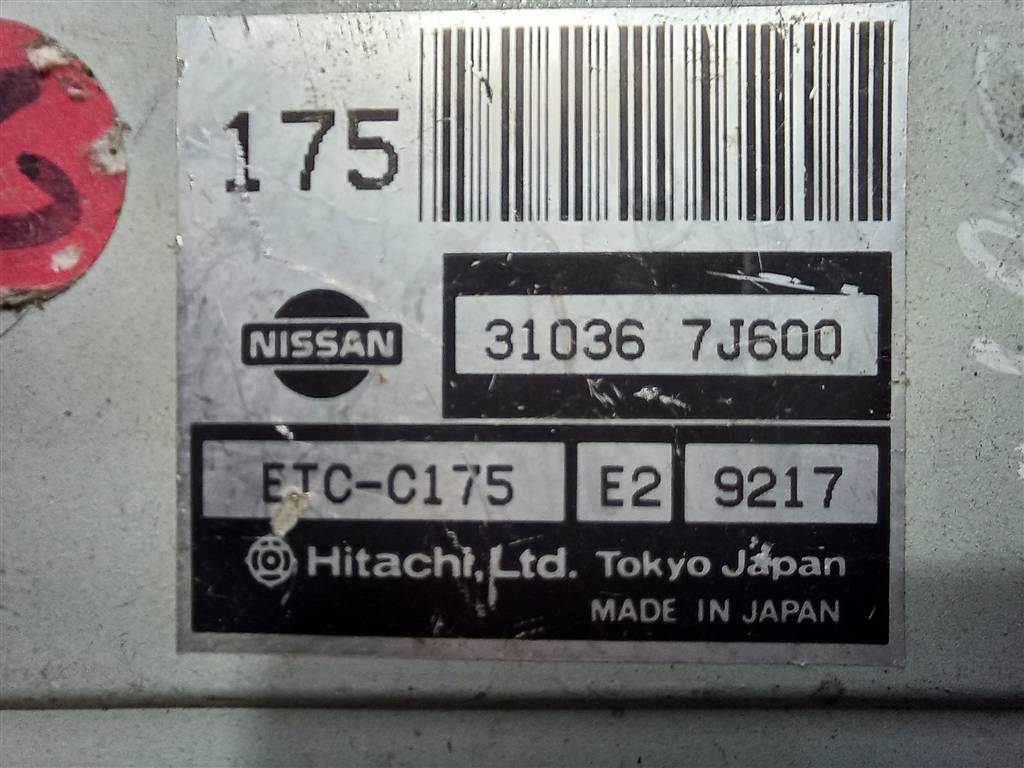 175
NISSAN
31036 7J600
ETC-C175 E2 9217
Hitachi, Ltd. Tokyo Japan
MADE IN JAPAN